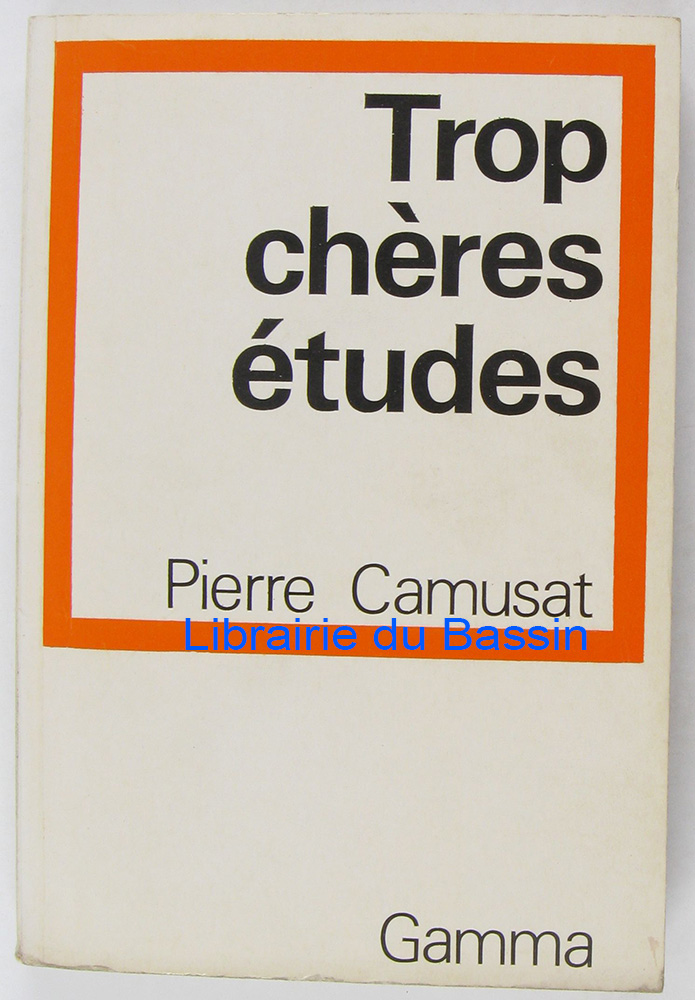 Trop
chères
études
Pierre Camusat
Librairie du Bassin
Gamma